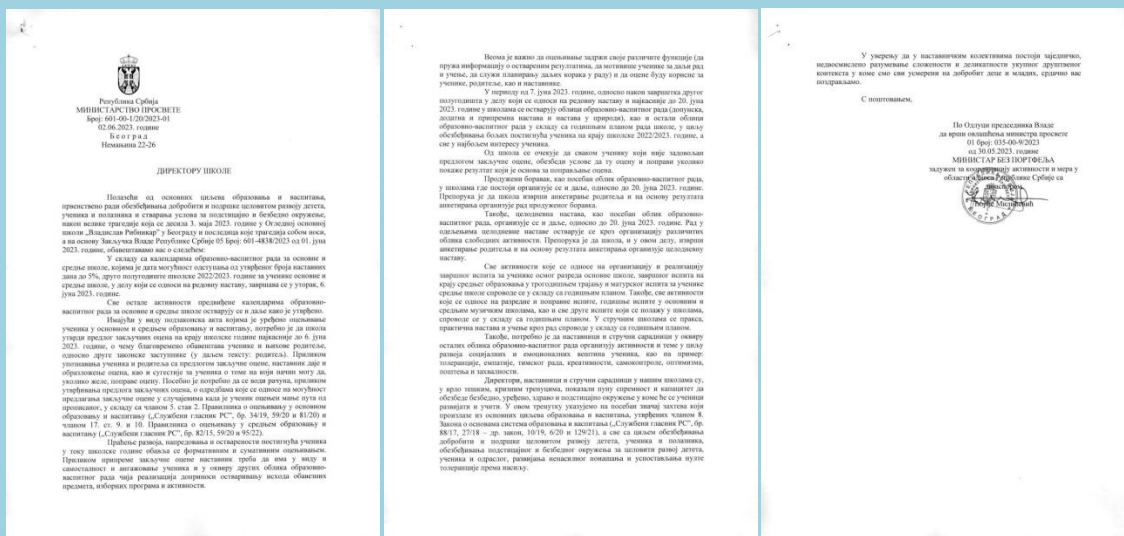 Република Србија
МИНИСТАРСТВО ПРОСВЕТЕ
Број: 601-00-1/20/2023-01
02.06.2023. године
Београд
Немањина 22-26
ДИРЕКТОРУ ШКОЛЕ
Полазећи од основних циљева образовања и васпитања,
првенствено ради обезбеђивања добробити и подршке целовитом развоју детета,
ученика и полазника и стварања услова за подстицајно и безбедно окружење,
након велике трагедије која се десила 3. маја 2023. године у Огледној основној
школи „Владислав Рибникар” у Београду и последица које трагедија собом носи,
а на основу Закључка Владе Републике Србије 05 Број: 601-4838/2023 од 01. јуна
2023. године, обавештавамо вас о следећем:
У складу са календарима образовно-васпитног рада за основне и
средње школе, којима је дата могућност одступања од утврђеног броја наставних
дана до 5%, друго полугодиште школске 2022/2023. године за ученике основне и
средње школе, у делу који се односи на редовну наставу, завршава се у уторак, 6.
јуна 2023. године.
Све остале активности предвиђене календарима образовно-
васпитног рада за основне и средње школе остварују се и даље како је утврђено.
Имајући у виду подзаконска акта којима је уређено оцењивање
ученика у основном и средњем образовању и васпитању, потребно је да школа
утврди предлог закључних оцена на крају школске године најкасније до 6. јуна
2023. године, о чему благовремено обавештава ученике и њихове родитеље,
односно друге законске заступнике (у даљем тексту: родитељ). Приликом
упознавања ученика и родитеља са предлогом закључне оцене, наставник даје и
образложење оцена, као и сугестије за ученика о томе на који начин могу да,
уколико желе, поправе оцену. Посебно је потребно да се води рачуна, приликом
утврђивања предлога закључних оцена, о одредбама које се односе на могућност
предлагања закључне оцене у случајевима када је ученик оцењен мање пута од
прописаног, у складу са чланом 5. став 2. Правилника о оцењивању у основном
образовању и васпитању („Службени гласник РС”, бр. 34/19, 59/20 и 81/20) и
чланом 17. ст. 9. и 10. Правилника о оцењивању у средњем образовању и
васпитању („Службени гласник РС”, бр. 82/15, 59/20 и 95/22).
Праћење развоја, напредовања и остварености постигнућа ученика
у току школске године обавља се формативним и сумативним оцењивањем.
Приликом припреме закључне оцене наставник треба да има у виду и
самосталност и ангажовање ученика и у оквиру других облика образовно-
васпитног рада чија реализација доприноси остваривању исхода обавезних
предмета, изборних програма и активности.
Веома је важно да оцењивање задржи своје различите функције (да
пружа информацију о оствареним резултатима, да мотивише ученике за даљи рад
и учење, да служи планирању даљих корака у раду) и да оцене буду корисне за
ученике, родитеље, као и наставнике.
У периоду од 7. јуна 2023. године, односно након завршетка другог
полугодишта у делу који се односи на редовну наставу и најкасније до 20. јуна
2023. године у школама се остварују облици образовно-васпитног рада (допунска,
додатна и припремна настава и настава у природи), као и остали облици
образовно-васпитног рада у складу са годишњим планом рада школе, у циљу
обезбеђивања бољих постигнућа ученика на крају школске 2022/2023. године, а
све у најбољем интересу ученика.
Од школа се очекује да сваком ученику који није задовољан
предлогом закључне оцене, обезбеди услове да ту оцену и поправи уколико
покаже резултат који је основа за поправљање оцена.
Продужени боравак, као посебан облик образовно-васпитног рада,
у школама где постоји организује се и даље, односно до 20. јуна 2023. године.
Препорука је да школа изврши анкетирање родитеља и на основу резултата
анкетирања организује рад продуженог боравка.
Такође, целодневна настава, као посебан облик образовно-
васпитног рада, организује се и даље, односно до 20. јуна 2023. године. Рад у
одељењима целодневне наставе остварује се кроз организацију различитих
облика слободних активности. Препорука је да школа, и у овом делу, изврши
анкетирање родитеља и на основу резултата анкетирања организује целодневну
наставу.
Све активности које се односе на организацију и реализацију
завршног испита за ученике осмог разреда основне школе, завршног испита на
крају средњег образовања у трогодишњем трајању и матурског испита за ученике
средње школе спроводе се у складу са годишњим планом. Такође, све активности
које се односе на разредне и поправне испите, годишње испите у основним и
средњим музичким школама, као и све друге испите који се полажу у школама,
спроводе се у складу са годишњим планом. У стручним школама се пракса,
практична настава и учење кроз рад спроводе у складу са годишњим планом.
Такође, потребно је да наставници и стручни сарадници у оквиру
осталих облика образовно-васпитног рада организују активности и теме у циљу
развоја социјалних и емоционалних вештина ученика, као на пример:
толеранције, емпатије, тимског рада, креативности, самоконтроле, оптимизма,
поштења и захвалности.
Директори, наставници и стручни сарадници у нашим школама су,
у врло тешким, кризним тренуцима, показали пуну спремност и капацитет да
обезбеде безбедно, уређено, здраво и подстицајно окружење у коме ће се ученици
развијати и учити. У овом тренутку указујемо на посебан значај захтева који
произлазе из основних циљева образовања и васпитања, утврђених чланом 8.
Закона о основама система образовања и васпитања („Службени гласник РС”, бр.
88/17, 27/18 – др. закон, 10/19, 6/20 и 129/21), а све са циљем обезбеђивања
добробити и подршке целовитом развоју детета, ученика и полазника,
обезбеђивања подстицајног и безбедног окружења за целовити развој детета,
ученика и одраслог, развијања ненасилног понашања и успостављања нулте
толеранције према насиљу.
У уверењу да у наставничким колективима постоји заједничко,
недвосмислено разумевање сложености и деликатности укупног друштвеног
контекста у коме смо сви усмерени на добробит деце и младих, срдачно вас
поздрављамо.
С поштовањем,
По Одлуци председника Владе
да врши овлашћења министра просвете
01 број: 035-00-9/2023
од 30.05.2023. године
МИНИСТАР БЕЗ ПОРТФЕЉА
задужен за координацију активности и мера у
области односа Републике Србије са
дијаспором
Ђорђе Милићевић